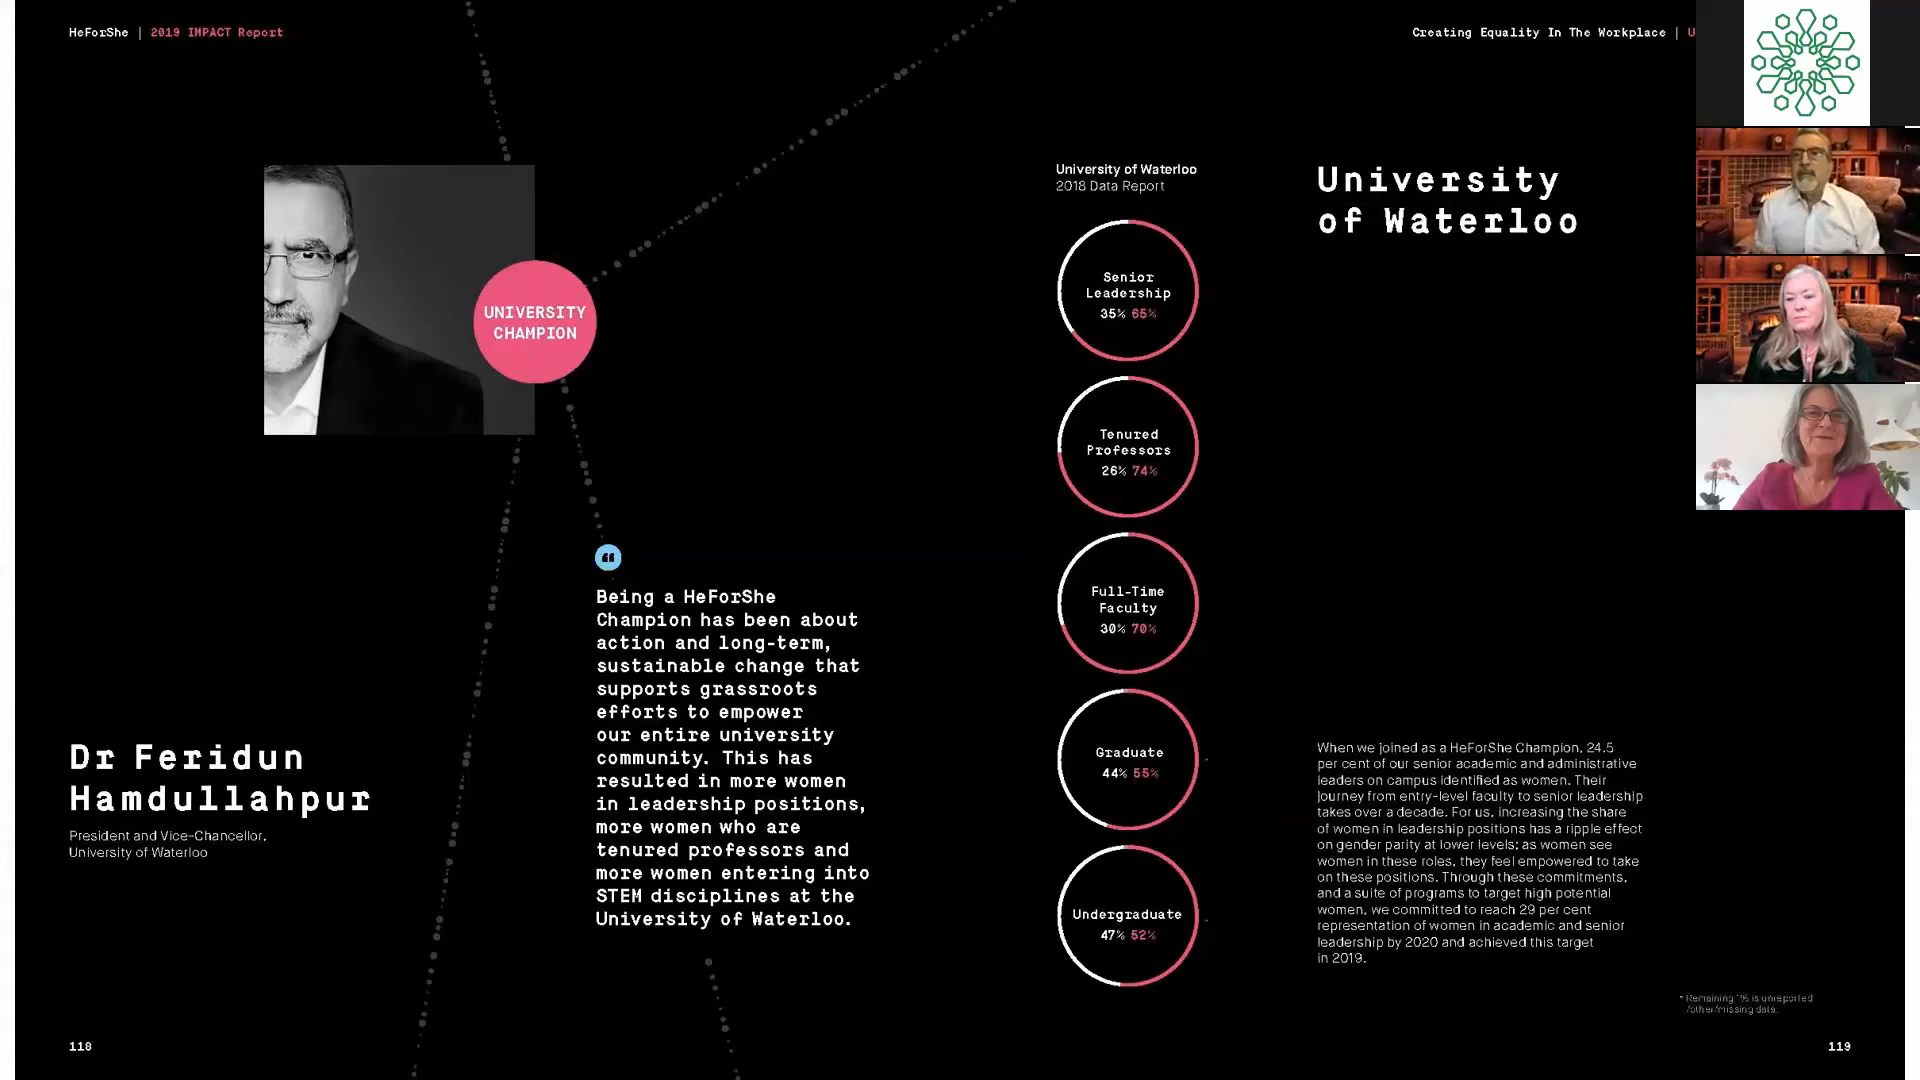 HeForShe | 2019 IMPACT Report
Creating Equality In The Workplace | U
UNIVERSITY
CHAMPION
Being a HeForShe
Champion has been about
action and long-term,
sustainable change that
supports grassroots
efforts to empower
our entire university
community. This has
resulted in more women
in leadership positions,
more women who are
tenured professors and
more women entering into
STEM disciplines at the
University of Waterloo.
Dr Feridun
Hamdullahpur
President and Vice-Chancellor,
University of Waterloo
118
University of Waterloo
2018 Data Report
Senior
Leadership
35% 65%
Tenured
Professors
26% 74%
Full-Time
Faculty
30% 70%
Graduate
44% 55%
Undergraduate
47% 52%
University
of Waterloo
When we joined as a HeForShe Champion, 24.5
per cent of our senior academic and administrative
leaders on campus identified as women. Their
journey from entry-level faculty to senior leadership
takes over a decade. For us, increasing the share
of women in leadership positions has a ripple effect
on gender parity at lower levels; as women see
women in these roles, they feel empowered to take
on these positions. Through these commitments,
and a suite of programs to target high potential
women, we committed to reach 29 per cent
representation of women in academic and senior
leadership by 2020 and achieved this target
in 2019.
* Remaining 1% is unreported
/other/missing data.
119